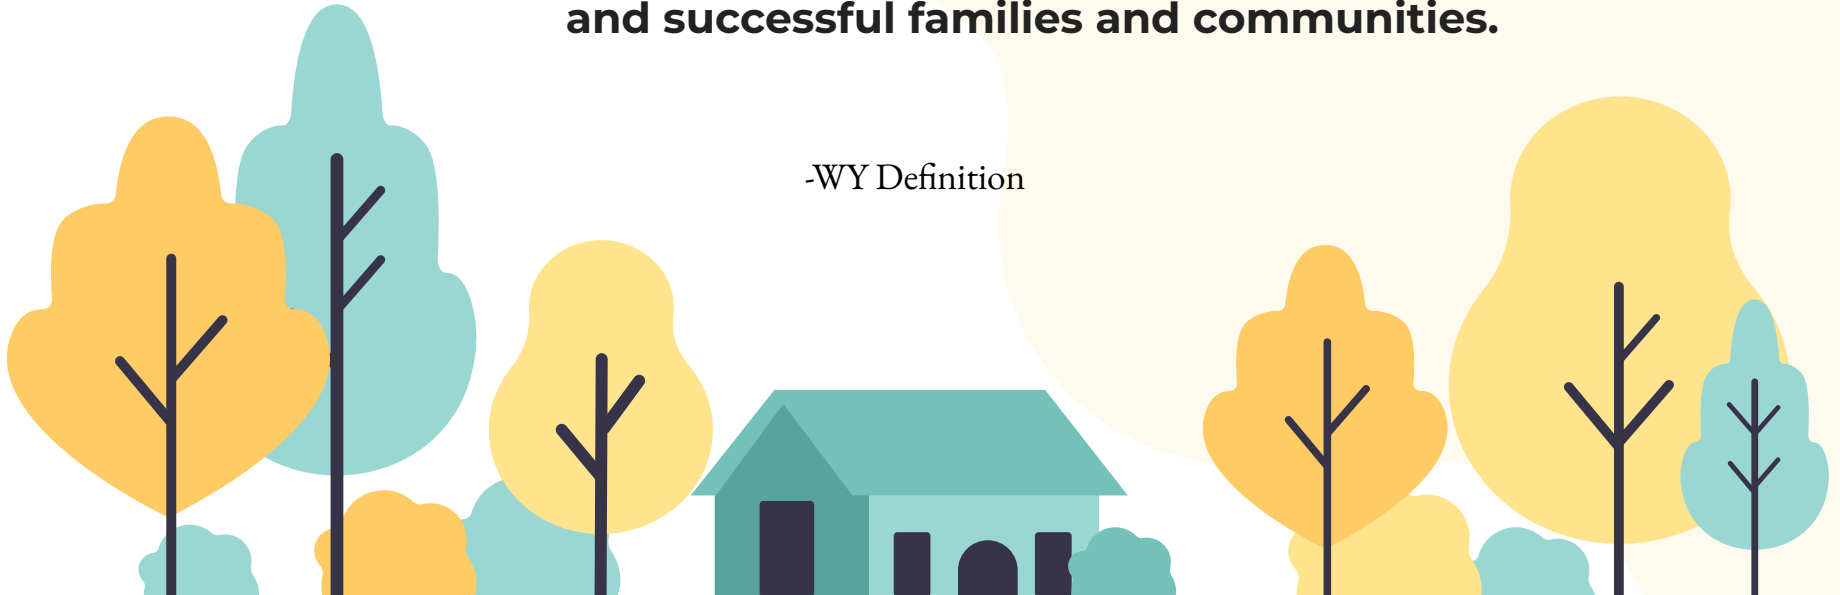 and successful families and communities.
-WY Definition